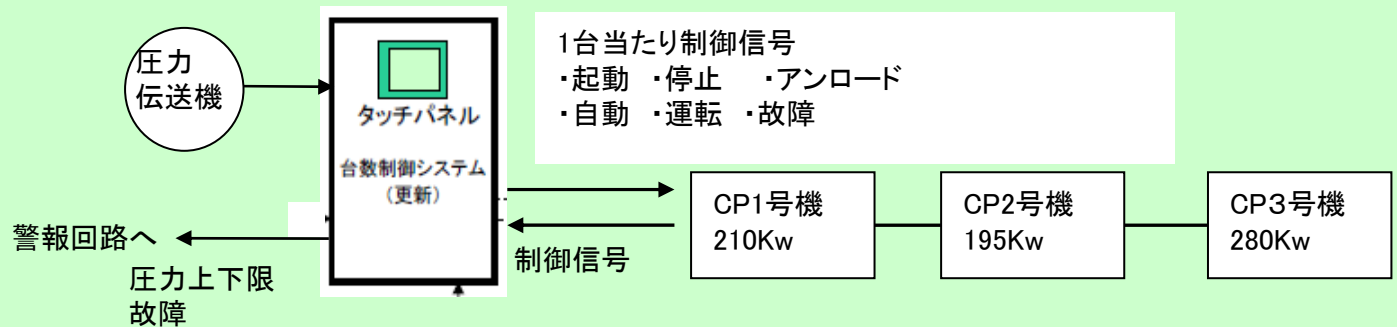 圧力
伝送機
タッチパネル
台数制御システム
(更新)
1台当たり制御信号
・起動 ・停止 ・アンロード
・自動 ・運転 ・故障
CP1号機
210Kw
CP2号機
195Kw
CP3号機
280Kw
制御信号
警報回路へ
圧力上下限
故障